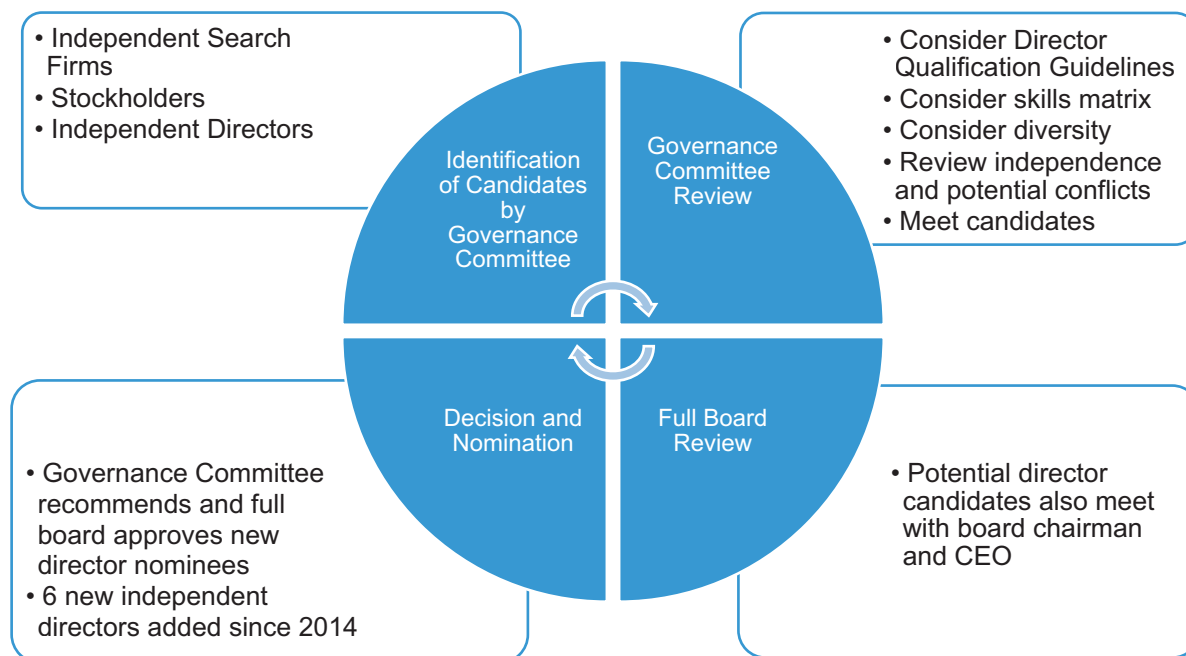 • Independent Search
Firms
• Stockholders
• Independent Directors
Identification
of Candidates
by
Governance
Committee
Governance
Committee
Review
• Consider Director
Qualification Guidelines
• Consider skills matrix
• Consider diversity
• Review independence
and potential conflicts
• Meet candidates
• Governance Committee
recommends and full
board approves new
director nominees
• 6 new independent
directors added since 2014
Decision and
Nomination
Full Board
Review
• Potential director
candidates also meet
with board chairman
and CEO